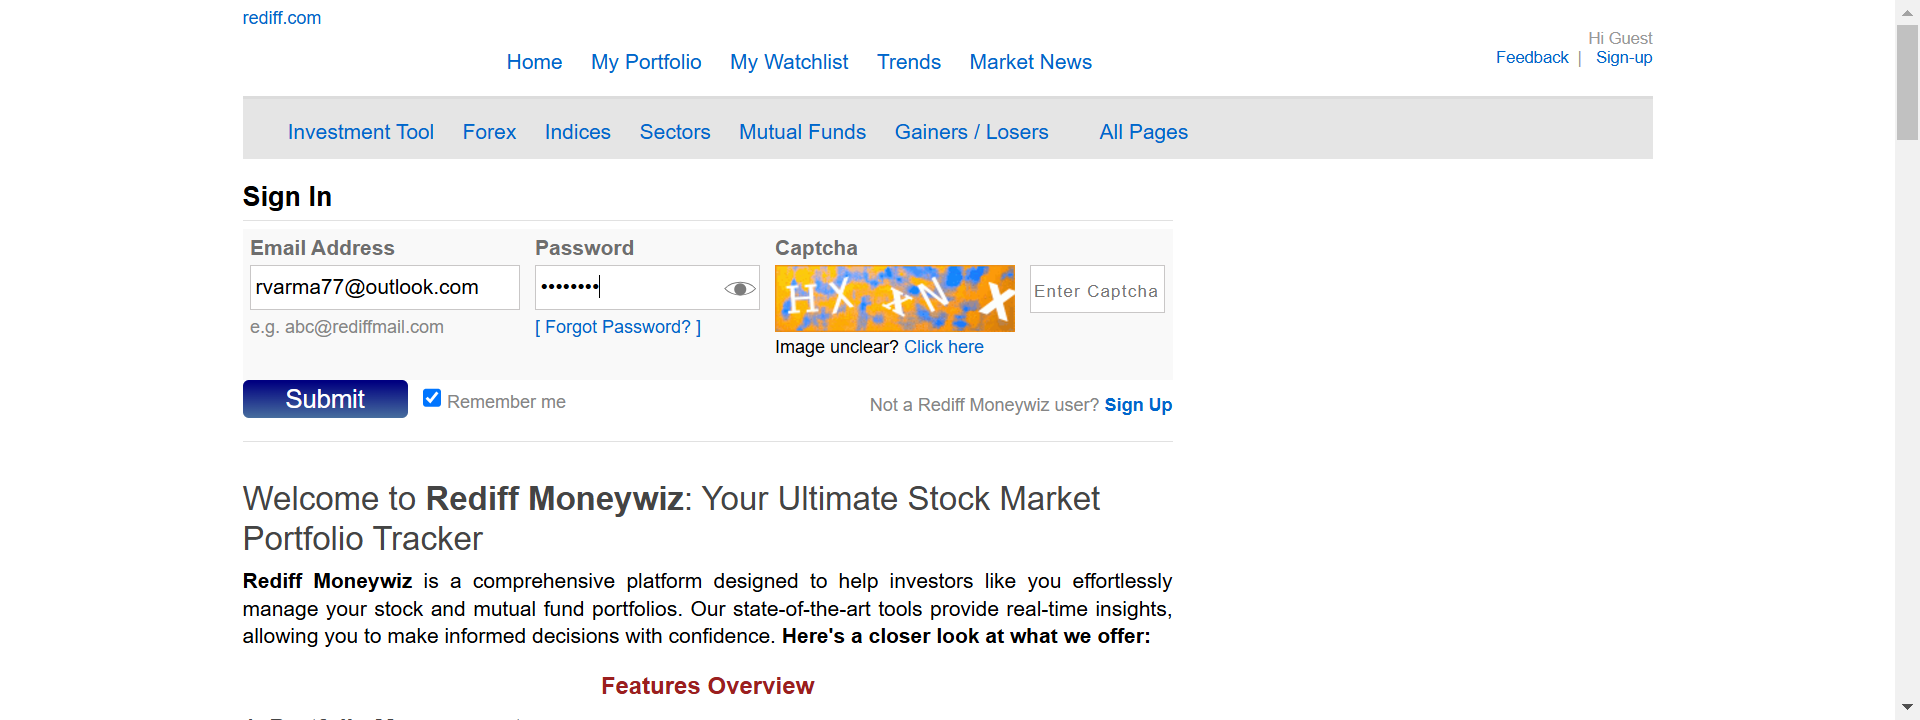 rediff.com
Hi Guest
Home My Portfolio My Watchlist Trends Market News
Feedback | Sign-up
Investment Tool Forex Indices Sectors Mutual Funds Gainers / Losers All Pages
Sign In
Email Address Password Captcha
rvarma77@outlook.com •••••••• HX XN X Enter Captcha
e.g. abc@rediffmail.com [ Forgot Password? ]
Image unclear? Click here
Submit Remember me Not a Rediff Moneywiz user? Sign Up
Welcome to Rediff Moneywiz: Your Ultimate Stock Market
Portfolio Tracker
Rediff Moneywiz is a comprehensive platform designed to help investors like you effortlessly
manage your stock and mutual fund portfolios. Our state-of-the-art tools provide real-time insights,
allowing you to make informed decisions with confidence. Here's a closer look at what we offer:
Features Overview